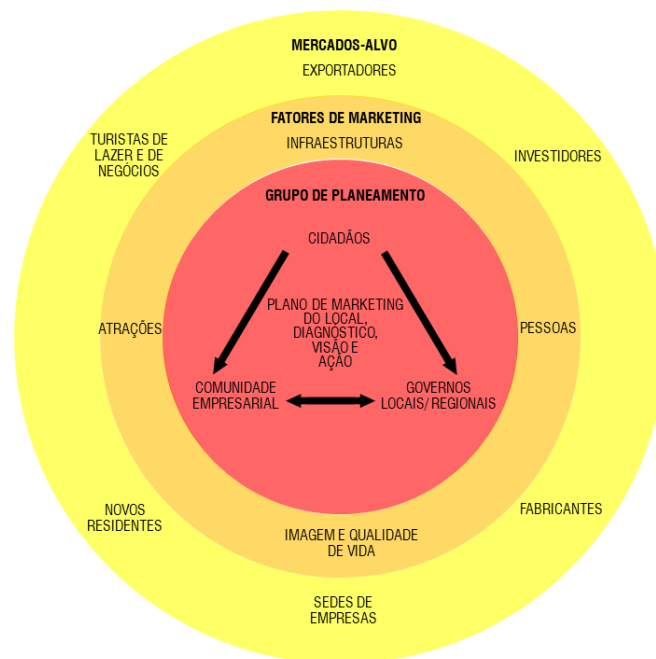 MERCADOS-ALVO
EXPORTADORES
FATORES DE MARKETING
INFRAESTRUTURAS
TURISTAS DE
LAZER E DE
NEGÓCIOS
INVESTIDORES
GRUPO DE PLANEAMENTO
CIDADÃOS
PLANO DE MARKETING
DO LOCAL,
DIAGNÓSTICO,
VISÃO E
AÇÃO
ATRAÇÕES
PESSOAS
COMUNIDADE
EMPRESARIAL
GOVERNOS
LOCAIS/REGIONAIS
NOVOS
RESIDENTES
FABRICANTES
IMAGEM E QUALIDADE
DE VIDA
SEDES DE
EMPRESAS